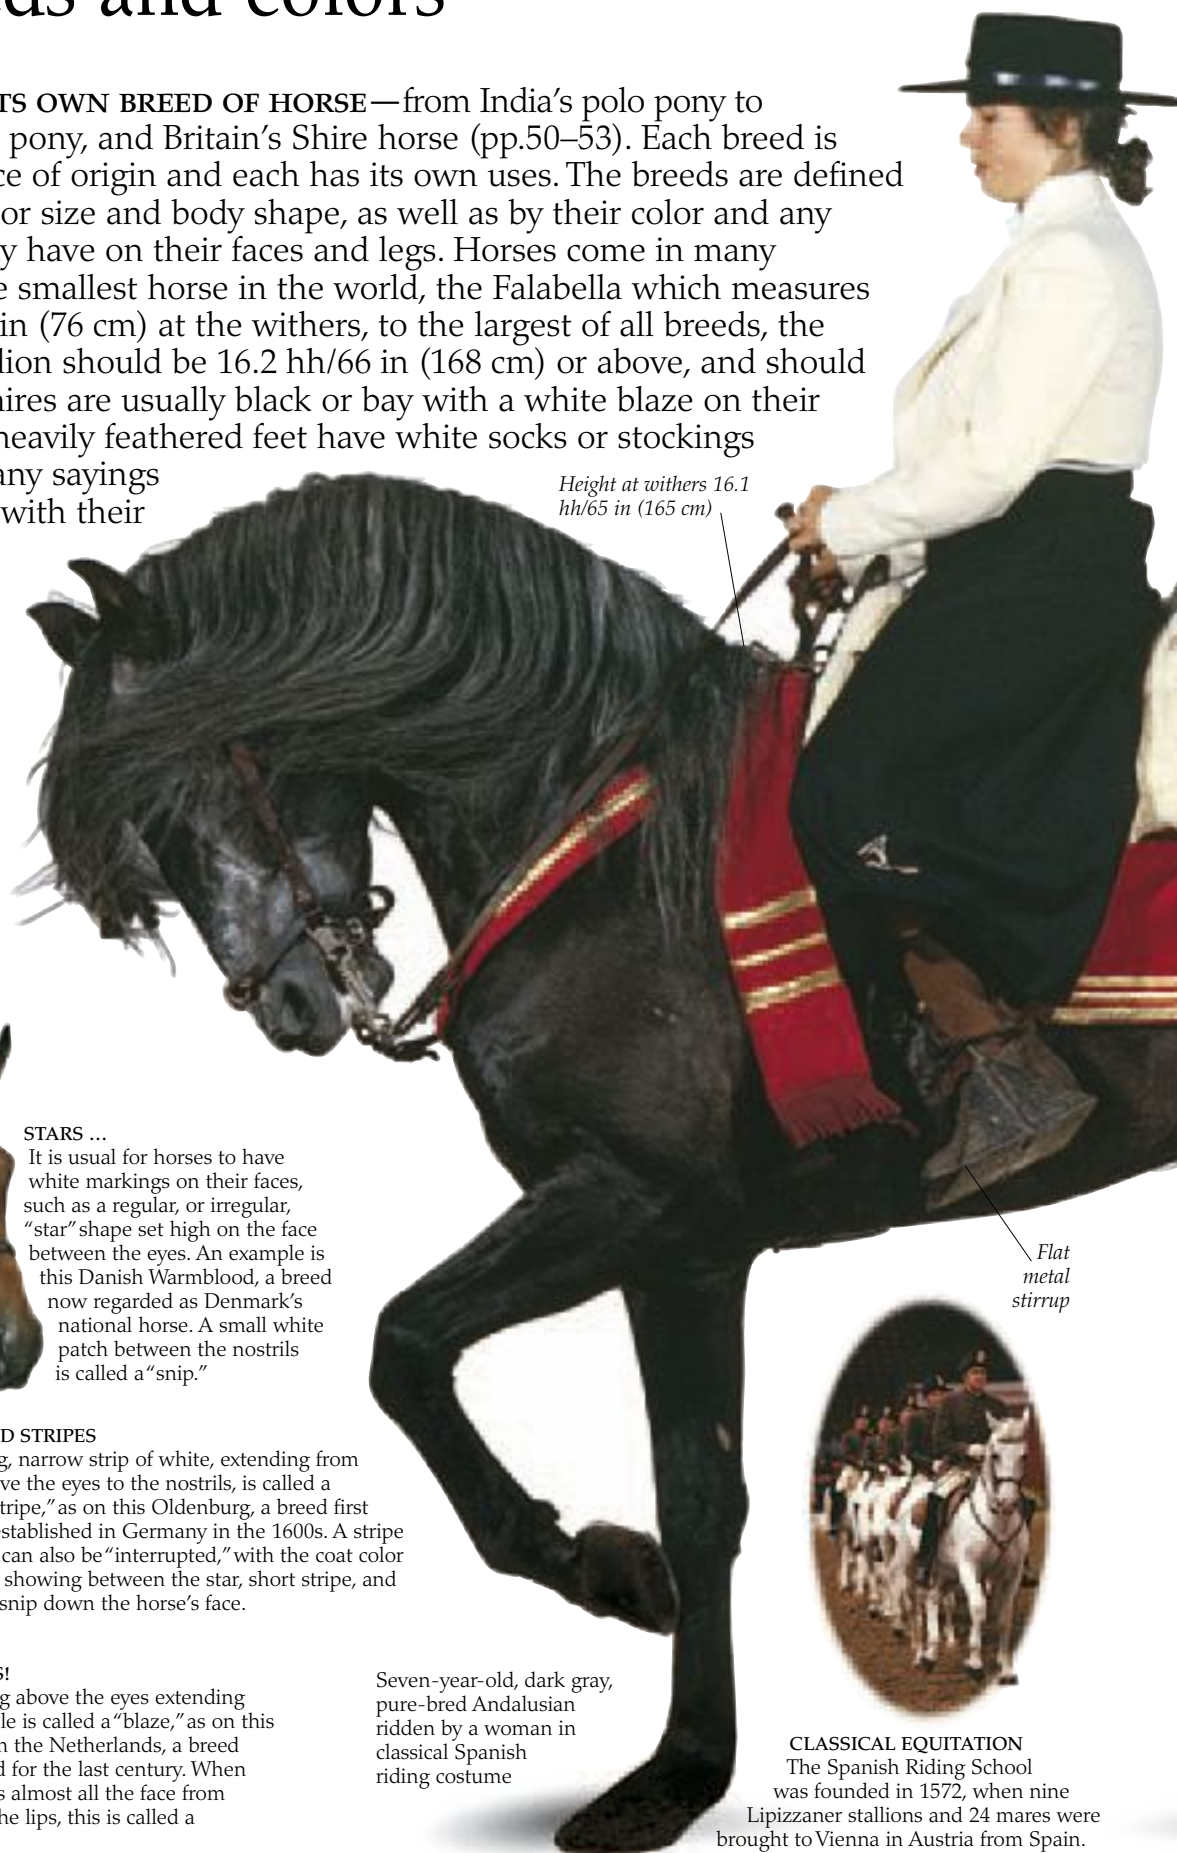 ds and colors
TS OWN BREED OF HORSE—from India's polo pony to
pony, and Britain's Shire horse (pp.50–53). Each breed is
ce of origin and each has its own uses. The breeds are defined
or size and body shape, as well as by their color and any
y have on their faces and legs. Horses come in many
e smallest horse in the world, the Falabella which measures
in (76 cm) at the withers, to the largest of all breeds, the
lion should be 16.2 hh/66 in (168 cm) or above, and should
ires are usually black or bay with a white blaze on their
heavily feathered feet have white socks or stockings
any sayings
with their
Height at withers 16.1
hh/65 in (165 cm)
STARS ...
It is usual for horses to have
white markings on their faces,
such as a regular, or irregular,
“star” shape set high on the face
between the eyes. An example is
this Danish Warmblood, a breed
now regarded as Denmark's
national horse. A small white
patch between the nostrils
is called a “snip.”
Flat
metal
stirrup
D STRIPES
g, narrow strip of white, extending from
ve the eyes to the nostrils, is called a
tripe,” as on this Oldenburg, a breed first
established in Germany in the 1600s. A stripe
can also be “interrupted,” with the coat color
showing between the star, short stripe, and
snip down the horse's face.
S!
g above the eyes extending
le is called a “blaze,” as on this
n the Netherlands, a breed
d for the last century. When
s almost all the face from
he lips, this is called a
Seven-year-old, dark gray,
pure-bred Andalusian
ridden by a woman in
classical Spanish
riding costume
CLASSICAL EQUITATION
The Spanish Riding School
was founded in 1572, when nine
Lipizzaner stallions and 24 mares were
brought to Vienna in Austria from Spain.